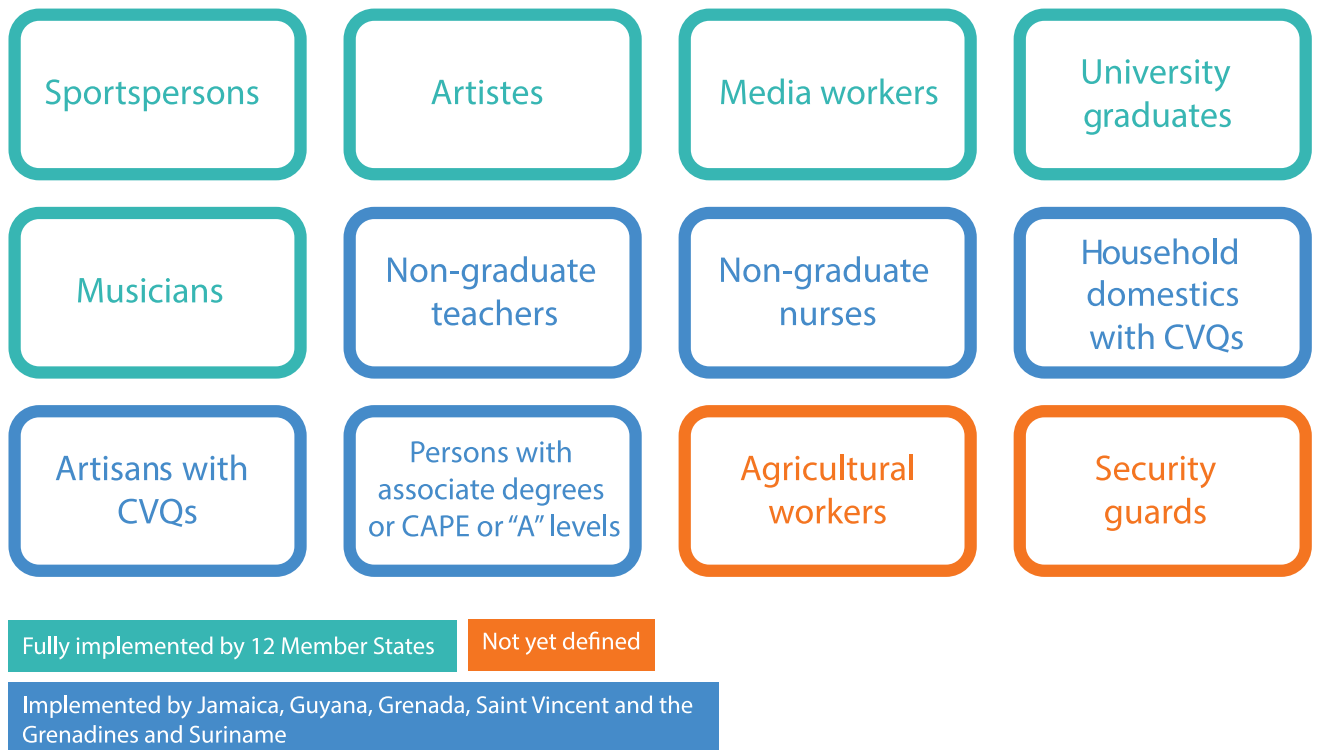 Sportspersons
Artistes
Media workers
University
graduates
Musicians
Non-graduate
teachers
Non-graduate
nurses
Household
domestics
with CVQs
Artisans with
CVQs
Persons with
associate degrees
or CAPE or “A” levels
Agricultural
workers
Security
guards
Fully implemented by 12 Member States
Not yet defined
Implemented by Jamaica, Guyana, Grenada, Saint Vincent and the
Grenadines and Suriname